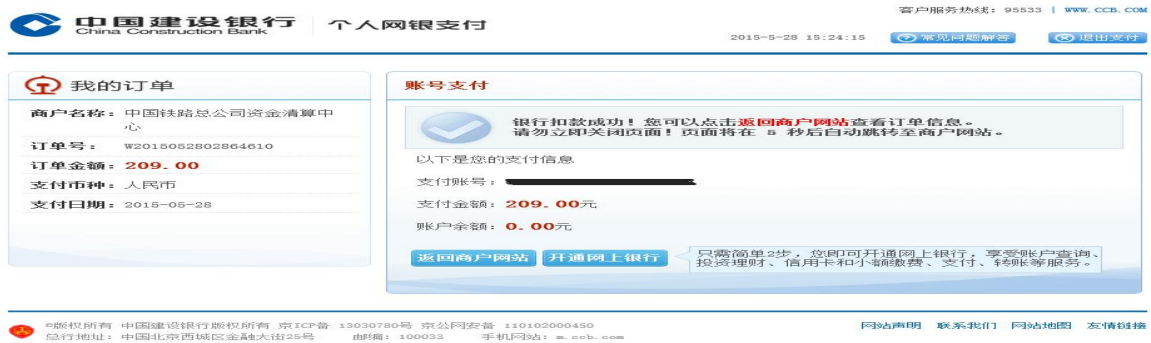 中国建设银行
China Construction Bank
个人网银支付
客户服务热线：95533 | WWW.CCB.COM
2015-5-28 15:24:15
常见问题解答
退出支付
我的订单
商户名称：中国铁路总公司资金清算中
心
订单号： W2015052802864610
订单金额：209.00
支付币种：人民币
支付日期：2015-05-28
账号支付
银行扣款成功！您可以点击返回商户网站查看订单信息。
请勿立即关闭页面！页面将在 5 秒后自动跳转至商户网站。
以下是您的支付信息
支付账号：
支付金额：209.00元
账户余额：0.00元
返回商户网站
开通网上银行
只需简单2步，您即可开通网上银行，享受账户查询、
投资理财、信用卡和小额缴费、支付、转账等服务。
©版权所有 中国建设银行版权所有 京ICP备 13030780号 京公网安备 110102000450
总行地址：中国北京西城区金融大街25号 邮编：100033 手机网站：m.ccb.com
网站声明 联系我们 网站地图 友情链接